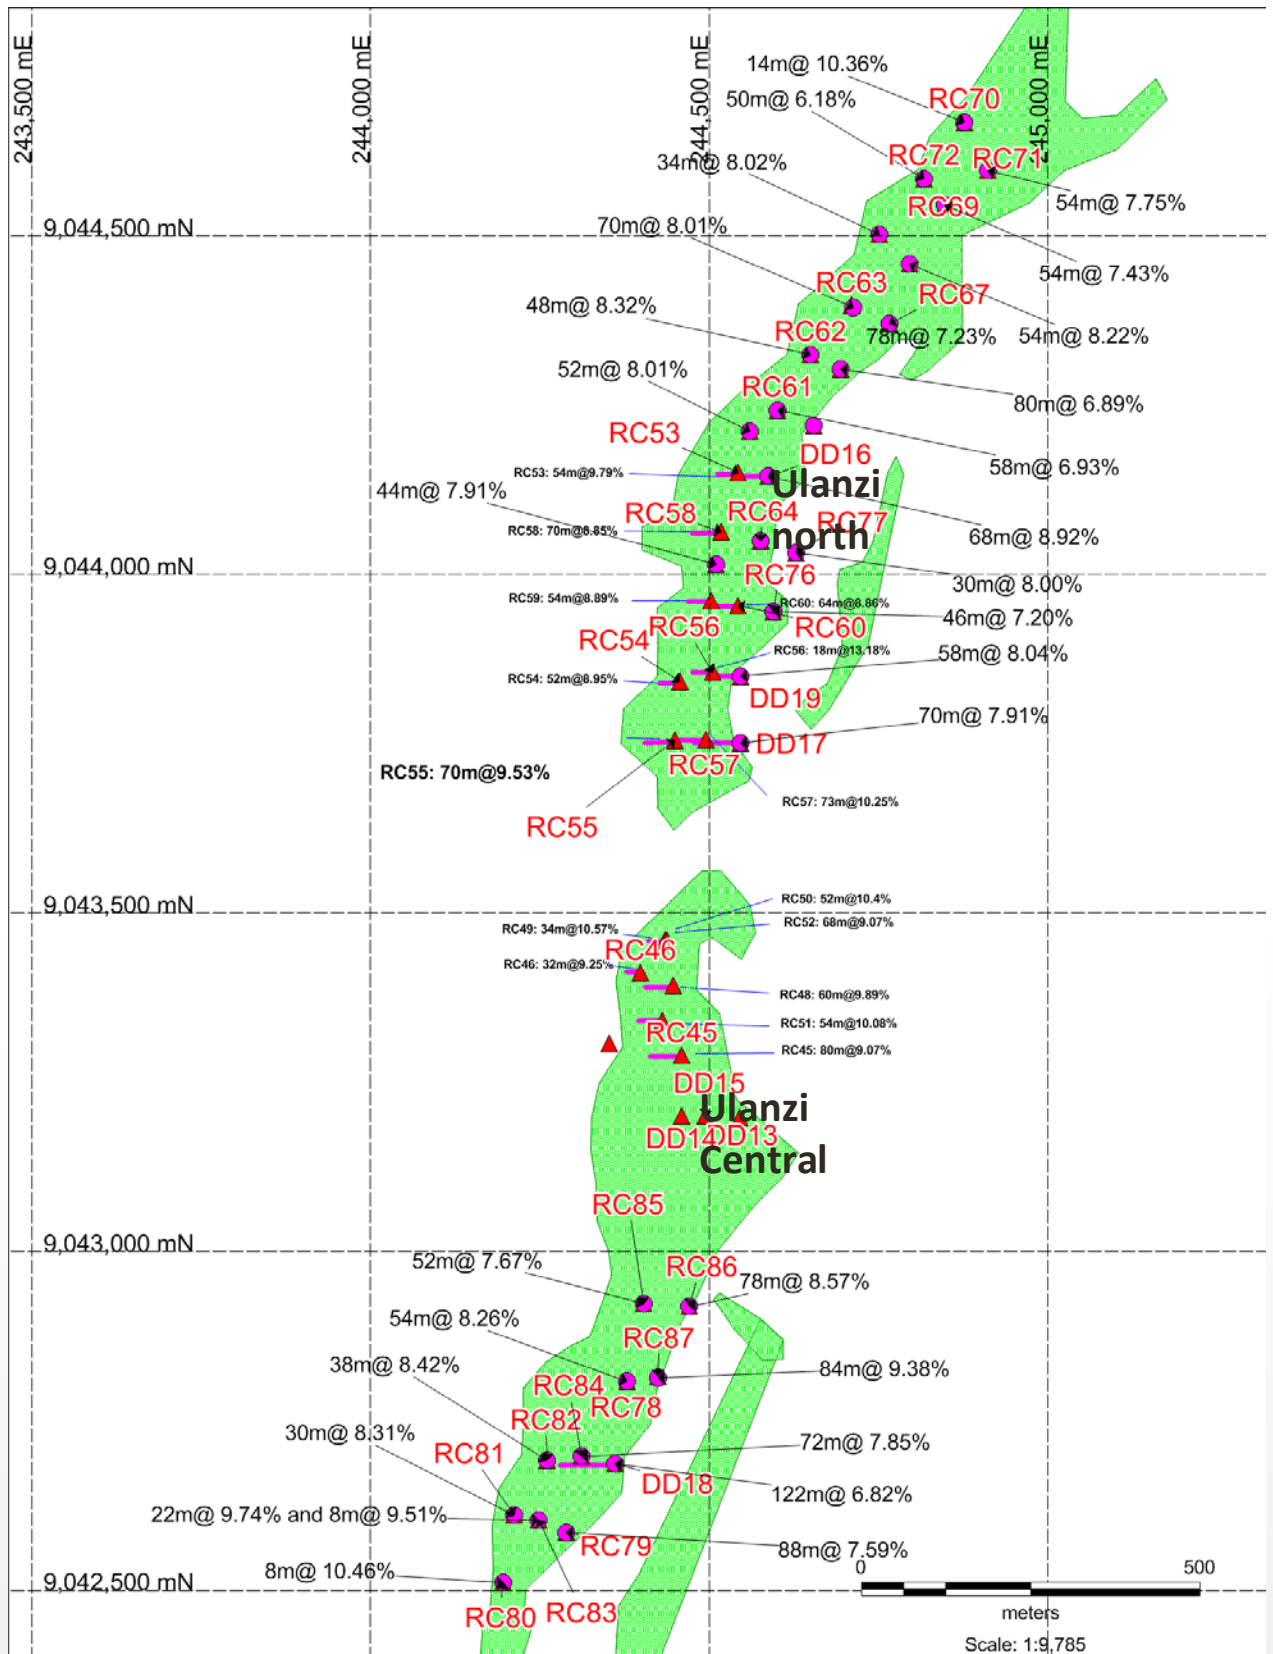 243,500 mE
244,000 mE
244,500 mE
245,000 mE
14m@ 10.36%
RC70
50m@ 6.18%
RC72
RC71
34m@ 8.02%
54m@ 7.75%
RC69
70m@ 8.01%
9,044,500 mN
54m@ 7.43%
RC63
RC67
48m@ 8.32%
RC62
78m@ 7.23%
54m@ 8.22%
52m@ 8.01%
RC61
80m@ 6.89%
RC53
DD16
58m@ 6.93%
RC53: 54m@9.79%
Ulanzi
north
44m@ 7.91%
RC58
RC64
RC77
RC58: 70m@8.85%
68m@ 8.92%
9,044,000 mN
RC76
30m@ 8.00%
RC59: 54m@8.89%
RC60: 64m@8.86%
46m@ 7.20%
RC54
RC56
RC60
RC56: 18m@13.18%
58m@ 8.04%
RC54: 52m@8.95%
DD19
70m@ 7.91%
DD17
RC57
RC55: 70m@9.53%
RC57: 73m@10.25%
RC55
9,043,500 mN
RC50: 52m@10.4%
RC49: 34m@10.57%
RC52: 68m@9.07%
RC46
RC46: 32m@9.25%
RC48: 60m@9.89%
RC51: 54m@10.08%
RC45
RC45: 80m@9.07%
DD15
Ulanzi
Central
DD14
DD13
RC85
9,043,000 mN
52m@ 7.67%
RC86
78m@ 8.57%
54m@ 8.26%
RC87
38m@ 8.42%
84m@ 9.38%
RC84
RC78
RC82
30m@ 8.31%
72m@ 7.85%
RC81
DD18
122m@ 6.82%
22m@ 9.74% and 8m@ 9.51%
RC79
88m@ 7.59%
8m@ 10.46%
9,042,500 mN
RC80
RC83
0
500
meters
Scale: 1:9,785